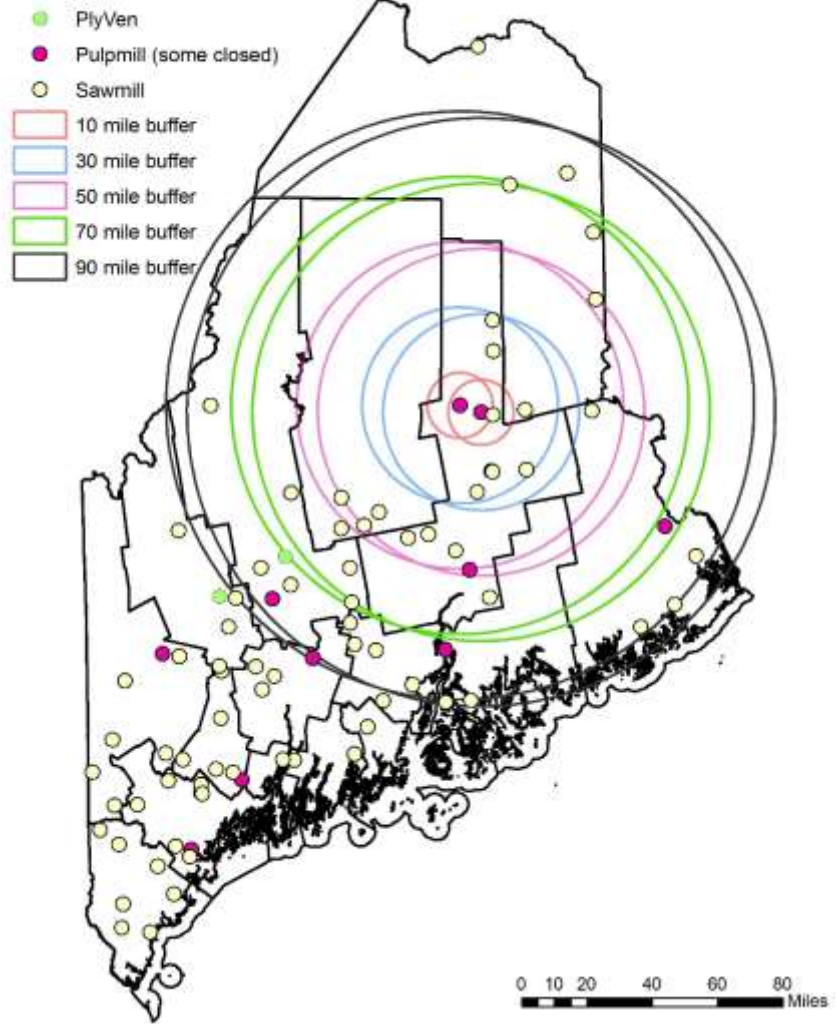 PlyVen
Pulpmill (some closed)
Sawmill
10 mile buffer
30 mile buffer
50 mile buffer
70 mile buffer
90 mile buffer
0 10 20 40 60 80
Miles